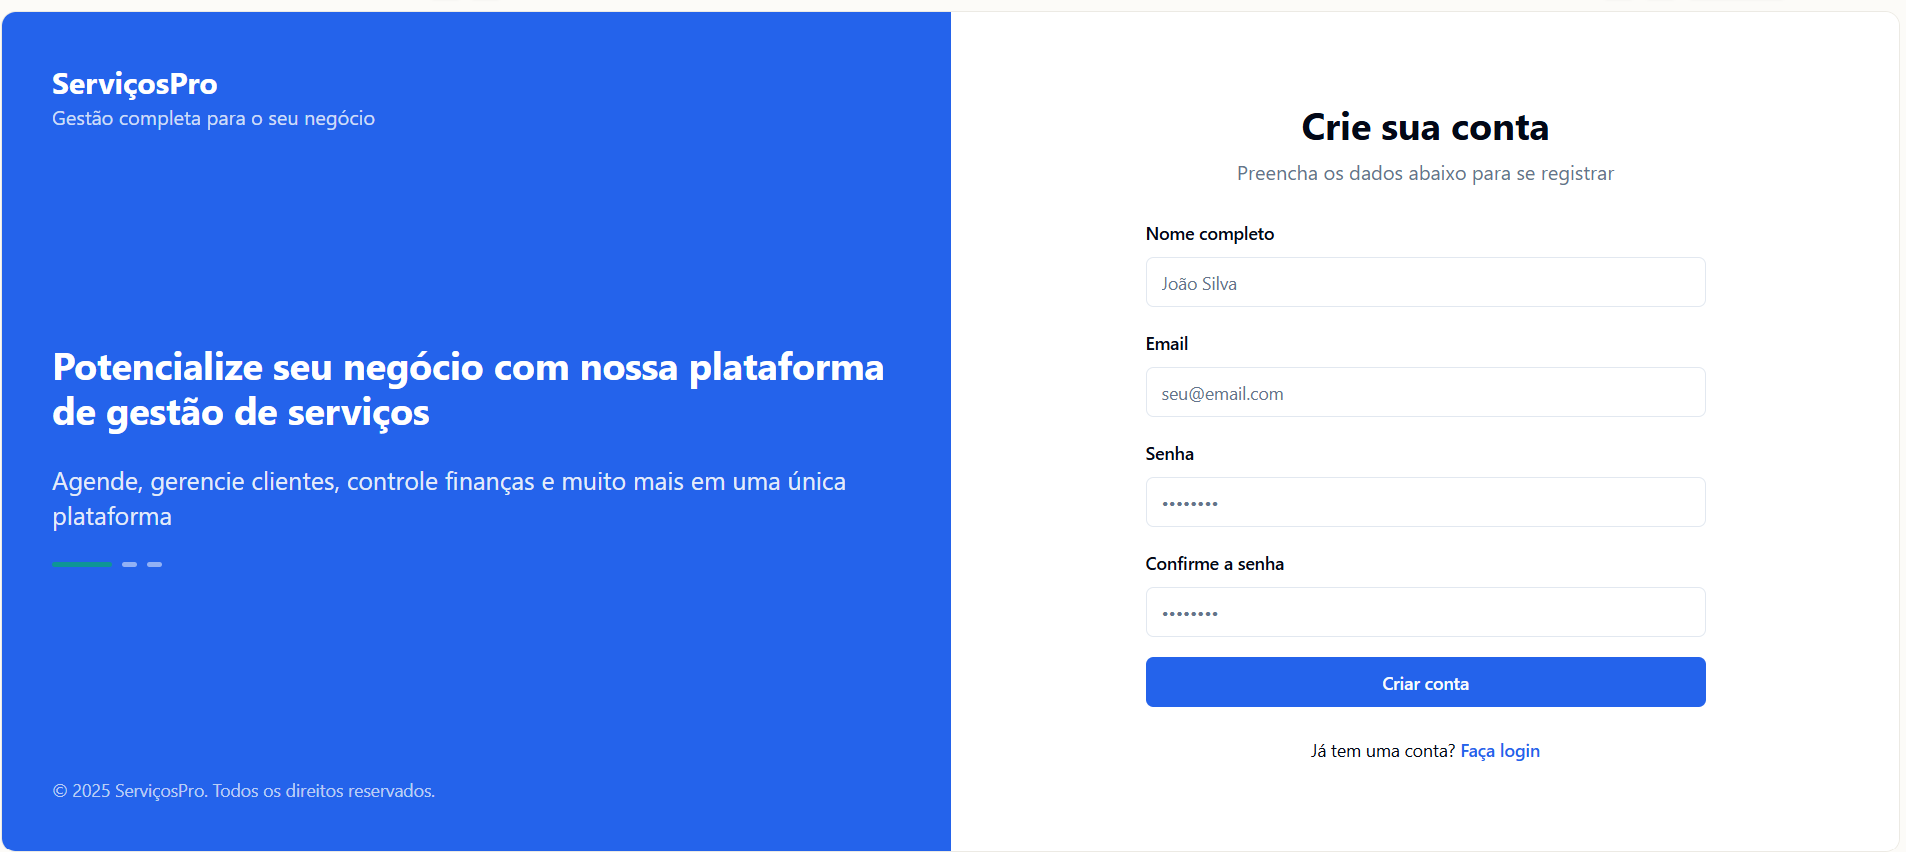 ServiçosPro
Gestão completa para o seu negócio
Potencialize seu negócio com nossa plataforma
de gestão de serviços
Agende, gerencie clientes, controle finanças e muito mais em uma única
plataforma
© 2025 ServiçosPro. Todos os direitos reservados.
Crie sua conta
Preencha os dados abaixo para se registrar
Nome completo
João Silva
Email
seu@email.com
Senha
••••••••
Confirme a senha
••••••••
Criar conta
Já tem uma conta? Faça login